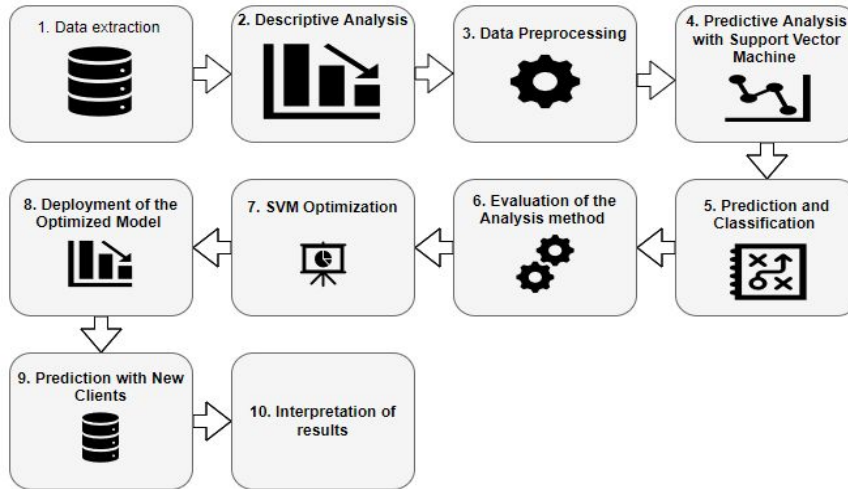 1. Data extraction
2. Descriptive Analysis
3. Data Preprocessing
4. Predictive Analysis
with Support Vector
Machine
5. Prediction and
Classification
6. Evaluation of the
Analysis method
7. SVM Optimization
8. Deployment of the
Optimized Model
9. Prediction with New
Clients
10. Interpretation of
results